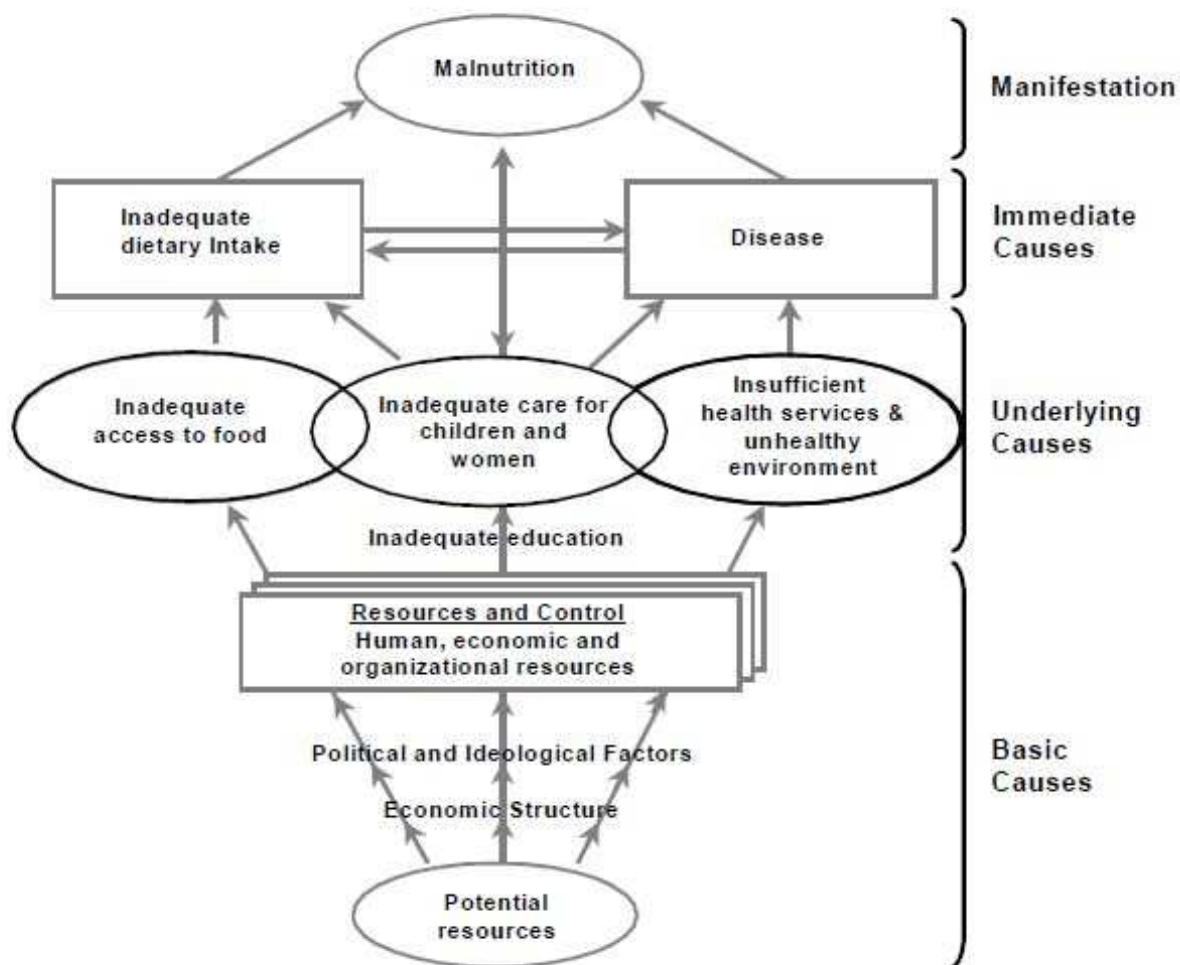 Malnutrition
Manifestation
Inadequate
dietary Intake
Disease
Immediate
Causes
Inadequate
access to food
Inadequate care for
children and
women
Insufficient
health services &
unhealthy
environment
Underlying
Causes
Inadequate education
Resources and Control
Human, economic and
organizational resources
Political and Ideological Factors
Economic Structure
Basic
Causes
Potential
resources